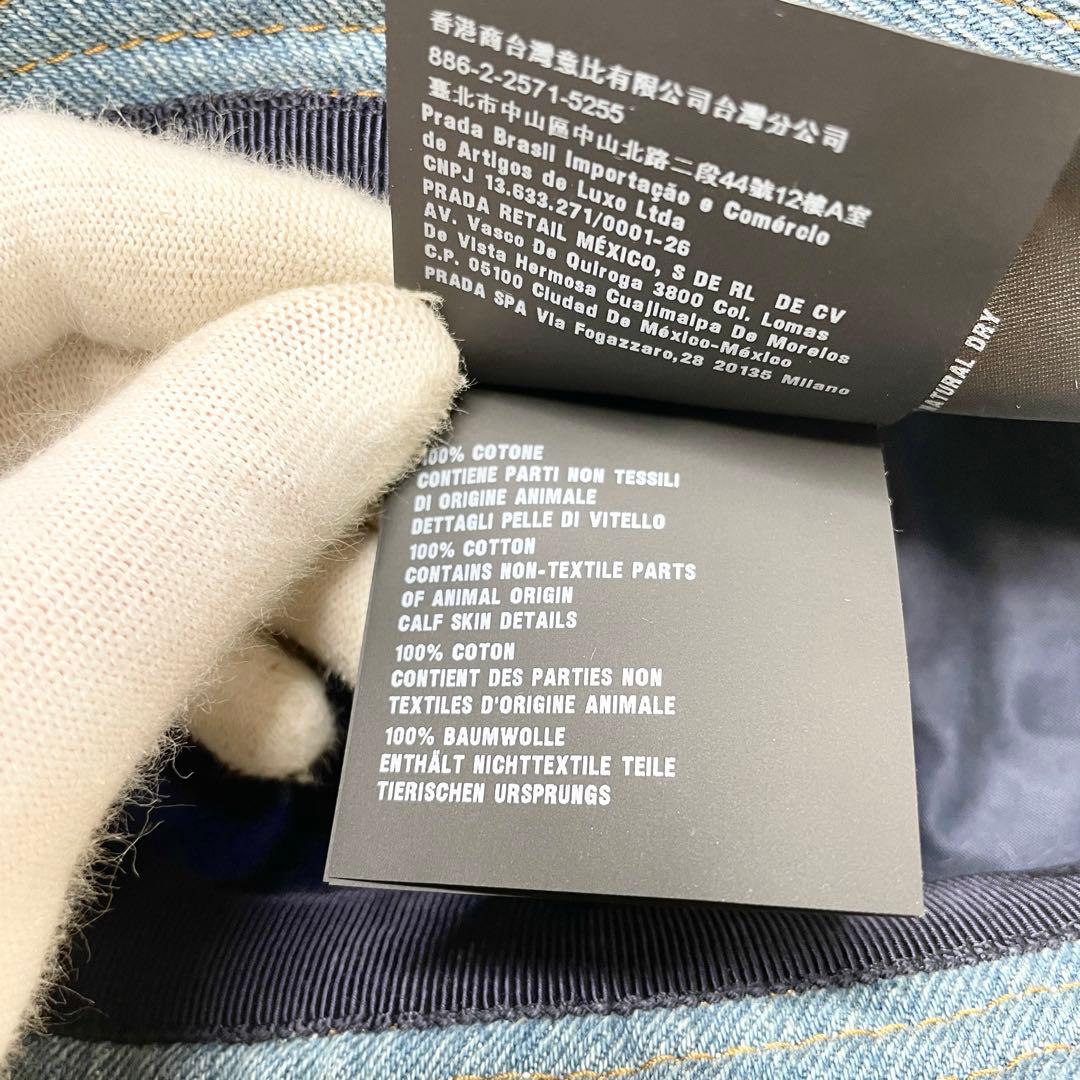 香港商台灣壹比有限公司台灣分公司
886-2-2571-5255
臺北市中山區中山北路二段44號12樓A室
Prada Brasil Importação e Comércio
de Artigos de Luxo Ltda
CNPJ 13.633.271/0001-26
PRADA RETAIL MÉXICO, S DE RL DE CV
AV. Vasco De Quiroga 3800 Col. Lomas
De Vista Hermosa Cuajimalpa De Morelos
C.P. 05100 Ciudad De México-México
PRADA SPA Via Fogazzaro,28 20135 Milano
NATURAL DRY
100% COTONE
CONTIENE PARTI NON TESSILI
DI ORIGINE ANIMALE
DETTAGLI PELLE DI VITELLO
100% COTTON
CONTAINS NON-TEXTILE PARTS
OF ANIMAL ORIGIN
CALF SKIN DETAILS
100% COTON
CONTIENT DES PARTIES NON
TEXTILES D'ORIGINE ANIMALE
100% BAUMWOLLE
ENTHÄLT NICHTTEXTILE TEILE
TIERISCHEN URSPRUNGS